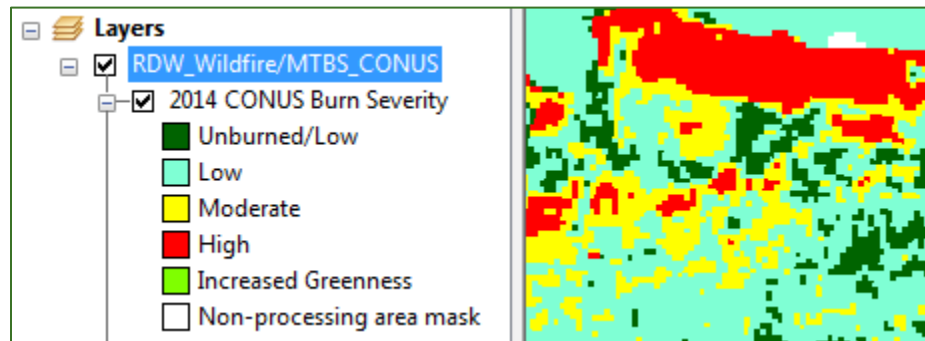 Layers
RDW_Wildfire/MTBS_CONUS
2014 CONUS Burn Severity
Unburned/Low
Low
Moderate
High
Increased Greenness
Non-processing area mask